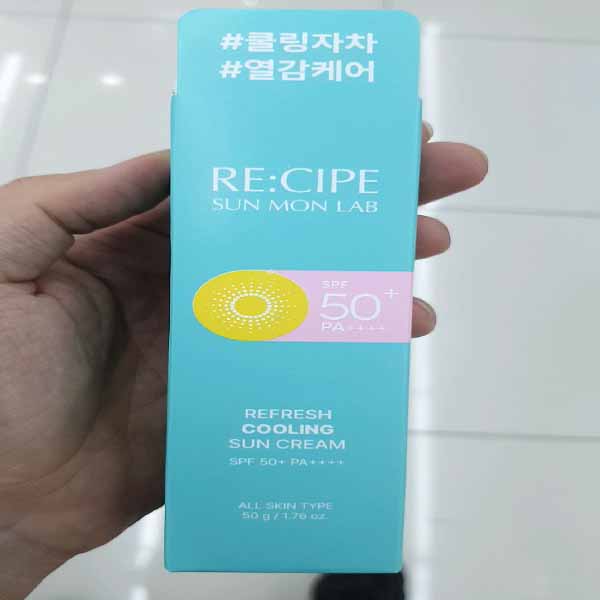 #쿨링자차
#열감케어
RE:CIPE
SUN MON LAB
SPF
50+
PA++++
REFRESH
COOLING
SUN CREAM
SPF 50+ PA++++
ALL SKIN TYPE
50 g / 1.76 oz.